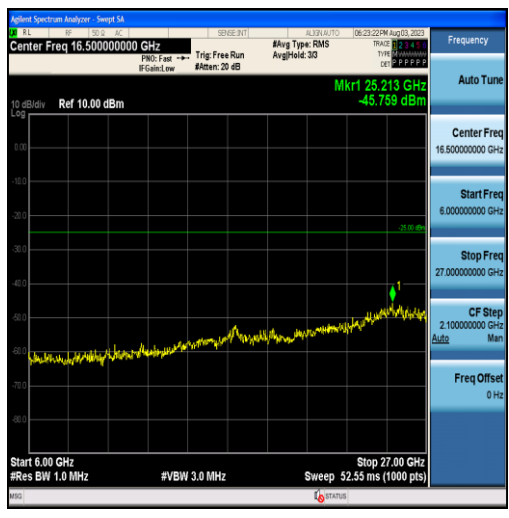 Agilent Spectrum Analyzer - Swept SA
RL RF 50 Ω AC SENSE:INT ALIGN AUTO 06:23:22 PM Aug 03, 2023
Center Freq 16.500000000 GHz
PNO: Fast
IFGain:Low
Trig: Free Run
#Atten: 20 dB
#Avg Type: RMS
Avg|Hold: 3/3
TRACE 1 2 3 4 5 6
TYPE
DET P P P P P P
Mkr1 25.213 GHz
-45.759 dBm
10 dB/div Ref 10.00 dBm
Log
0.00
-10.0
-20.0
-25.00 dBm
-30.0
-40.0
1
-50.0
-60.0
-70.0
-80.0
Start 6.00 GHz Stop 27.00 GHz
#Res BW 1.0 MHz #VBW 3.0 MHz Sweep 52.55 ms (1000 pts)
MSG STATUS
Frequency
Auto Tune
Center Freq
16.500000000 GHz
Start Freq
6.000000000 GHz
Stop Freq
27.000000000 GHz
CF Step
2.100000000 GHz
Auto Man
Freq Offset
0 Hz